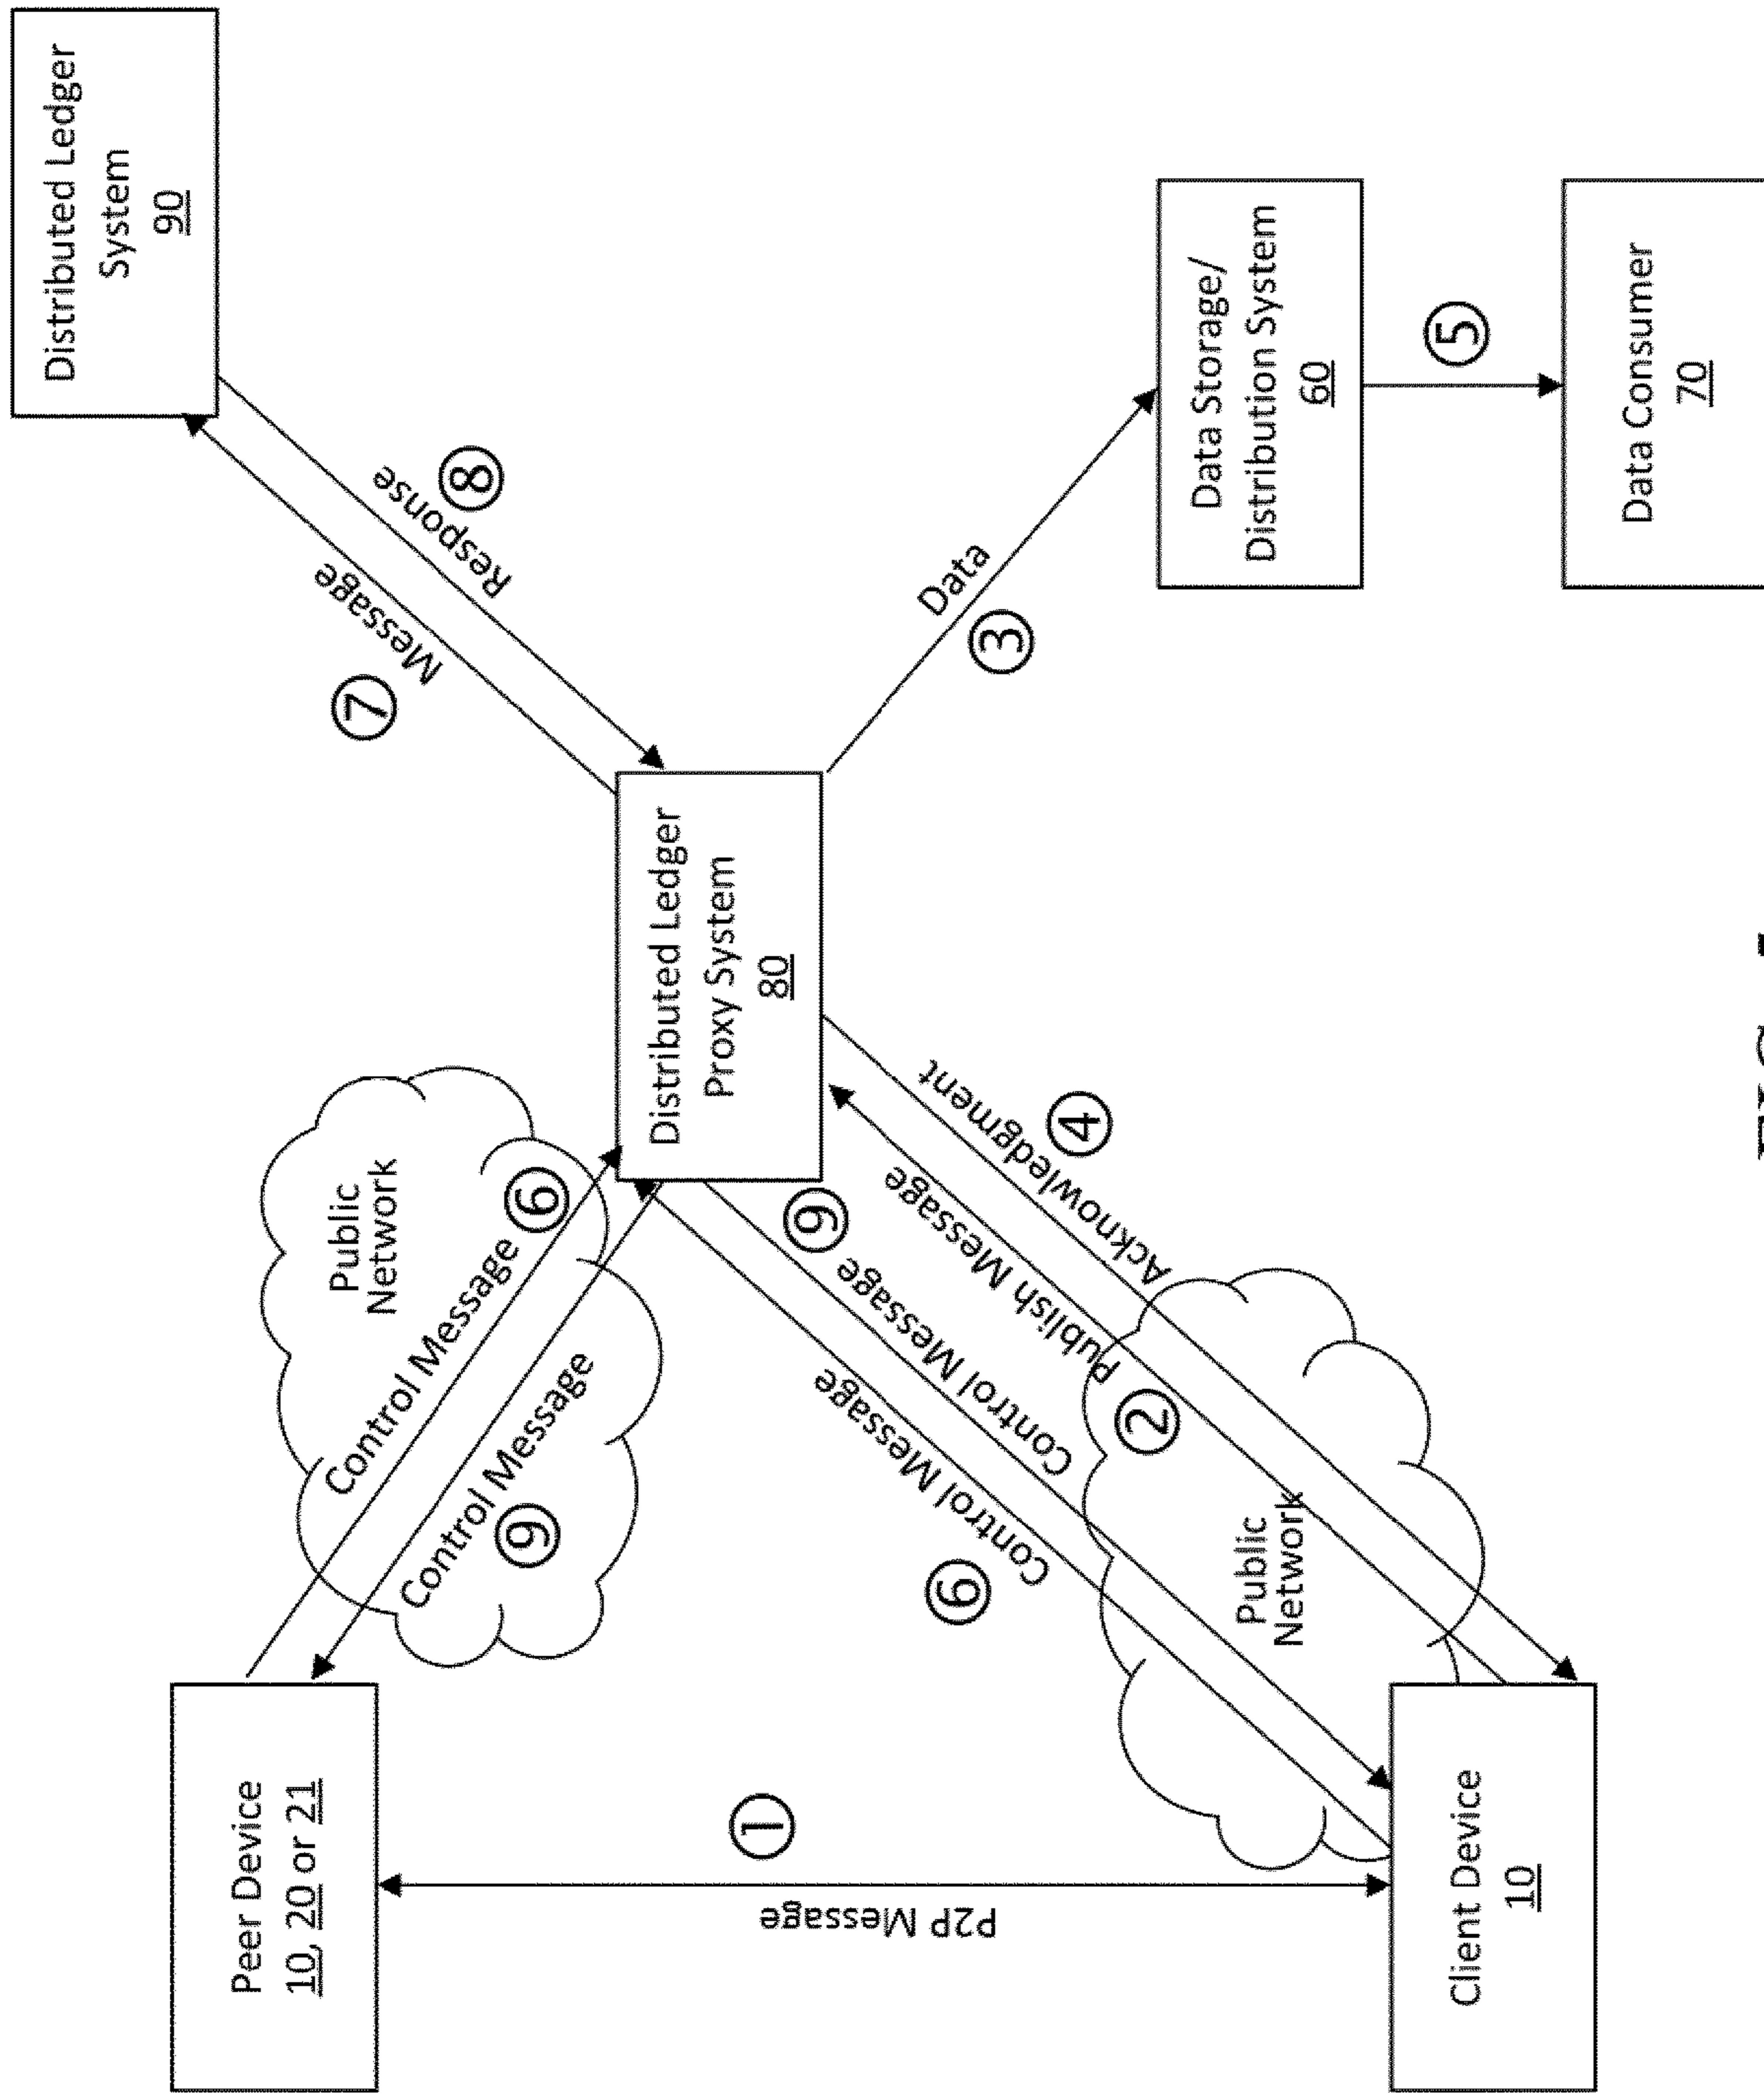 Peer Device
10, 20 or 21
Public
Network
Control Message
⑥
Control Message
⑨
Distributed Ledger
System
90
⑦
Message
Response
⑧
P2P Message
①
Distributed Ledger
Proxy System
80
⑥
Control Message
Control Message
⑨
②
Publish Message
Acknowledgment
④
Public
Network
③
Data
Client Device
10
Data Storage/
Distribution System
60
⑤
Data Consumer
70